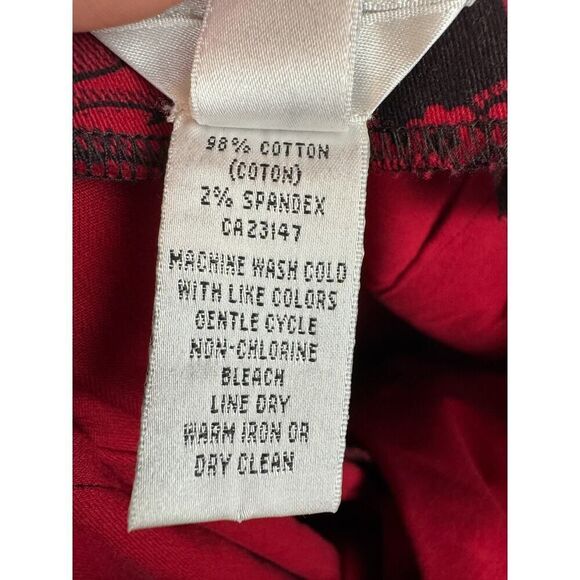 98% COTTON
(COTON)
2% SPANDEX
CA23147
MACHINE WASH COLD
WITH LIKE COLORS
GENTLE CYCLE
NON-CHLORINE
BLEACH
LINE DRY
WARM IRON OR
DRY CLEAN